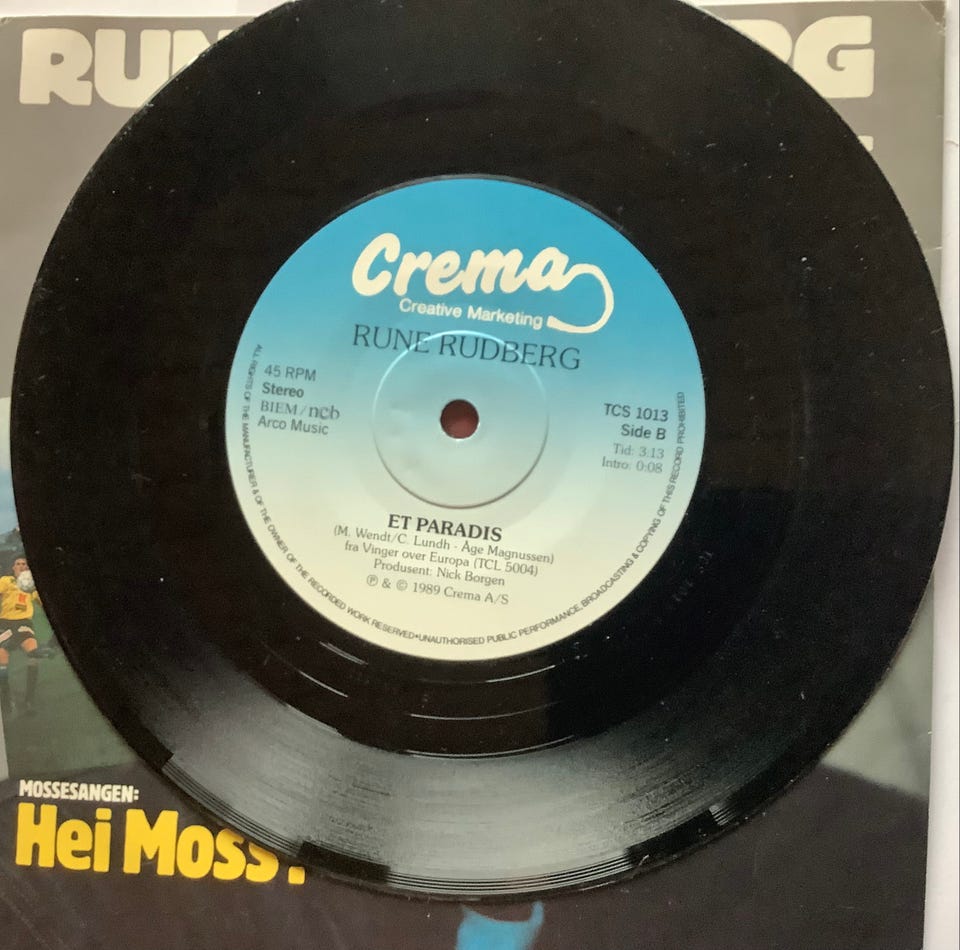 RUN
RG
Crema
Creative Marketing
RUNE RUDBERG
45 RPM
Stereo
BIEM/ncb
Arco Music
TCS 1013
Side B
Tid: 3.13
Intro: 0:08
ET PARADIS
(M. Wendt/C. Lundh - Åge Magnussen)
fra Vinger over Europa (TCL 5004)
Produsent: Nick Borgen
℗ & © 1989 Crema A/S
ALL RIGHTS OF THE MANUFACTURER & OF THE OWNER OF THE RECORDED WORK RESERVED•UNAUTHORISED PUBLIC PERFORMANCE, BROADCASTING & COPYING OF THIS RECORD PROHIBITED
MOSSESANGEN:
Hei Moss!